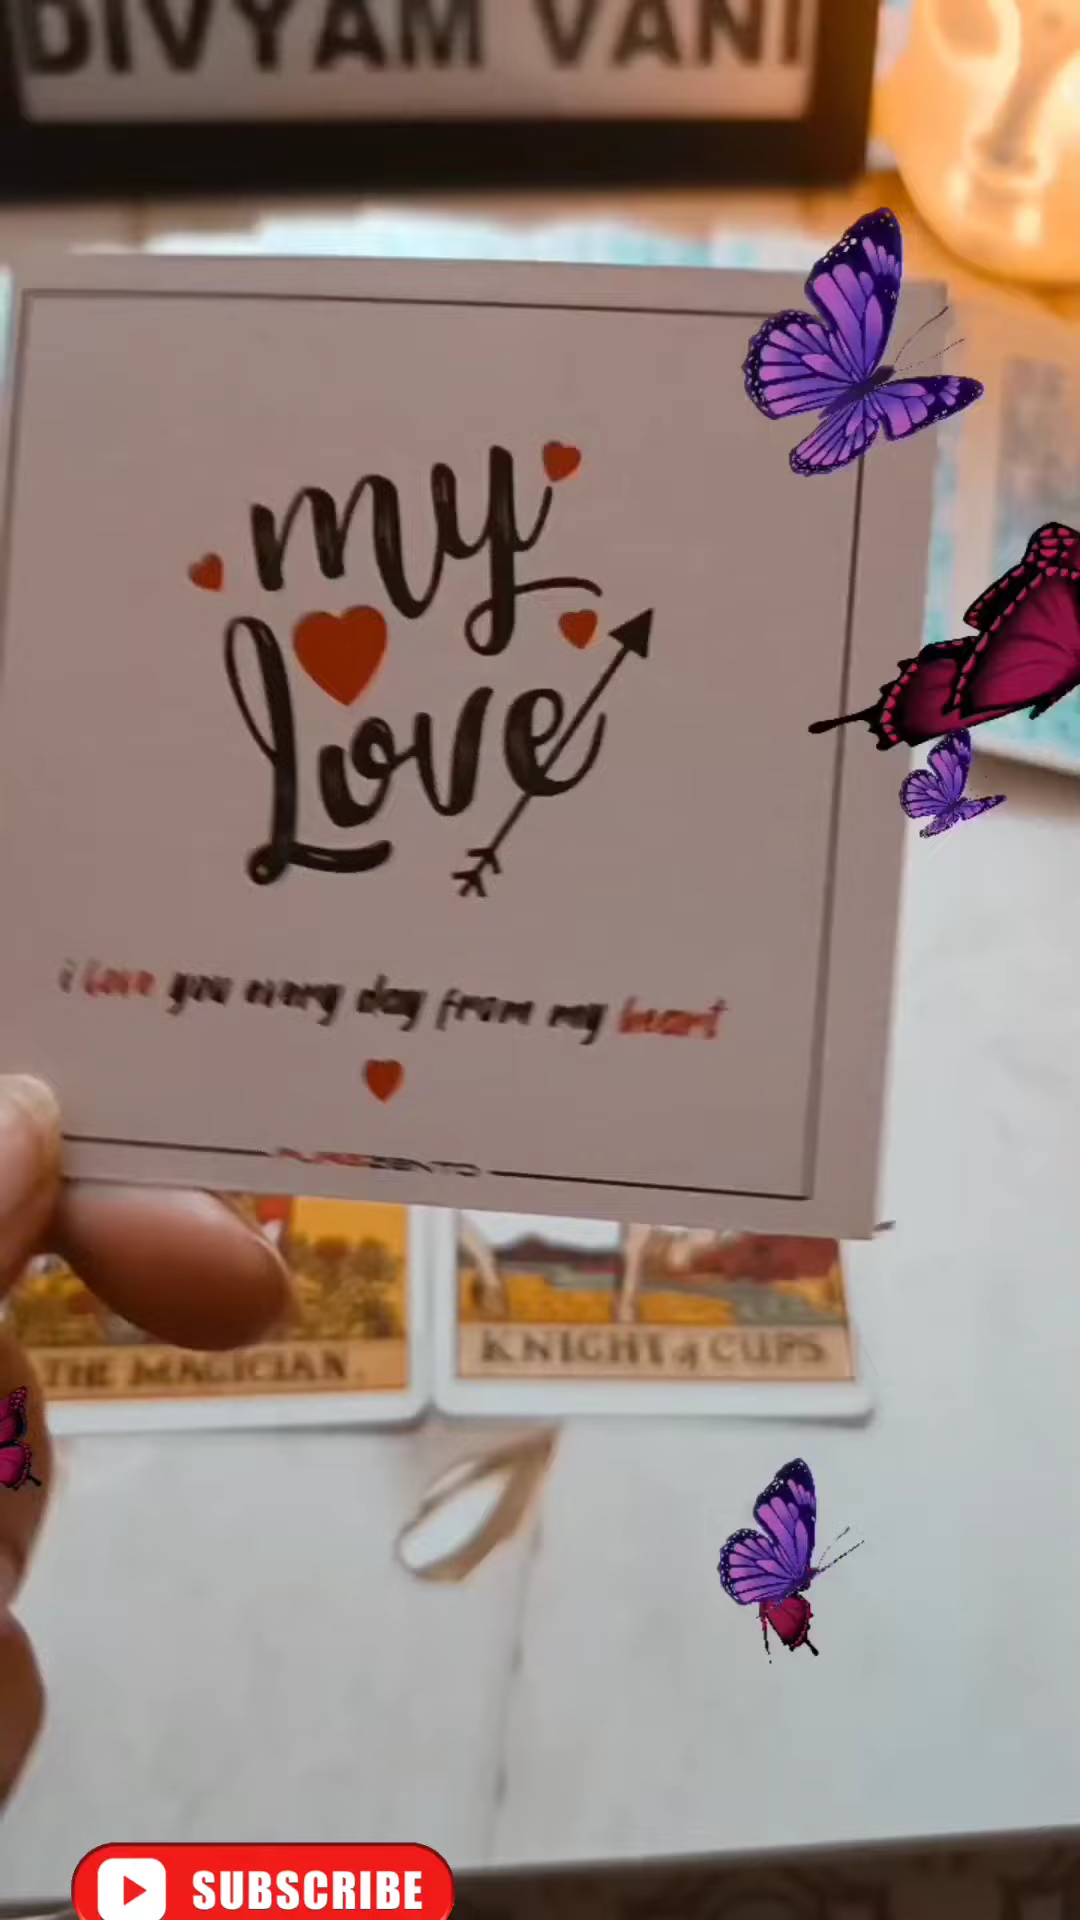 DIVYAM VANI
my
Love
i love you every day from my heart
THE MAGICIAN.
KNIGHT of CUPS
SUBSCRIBE